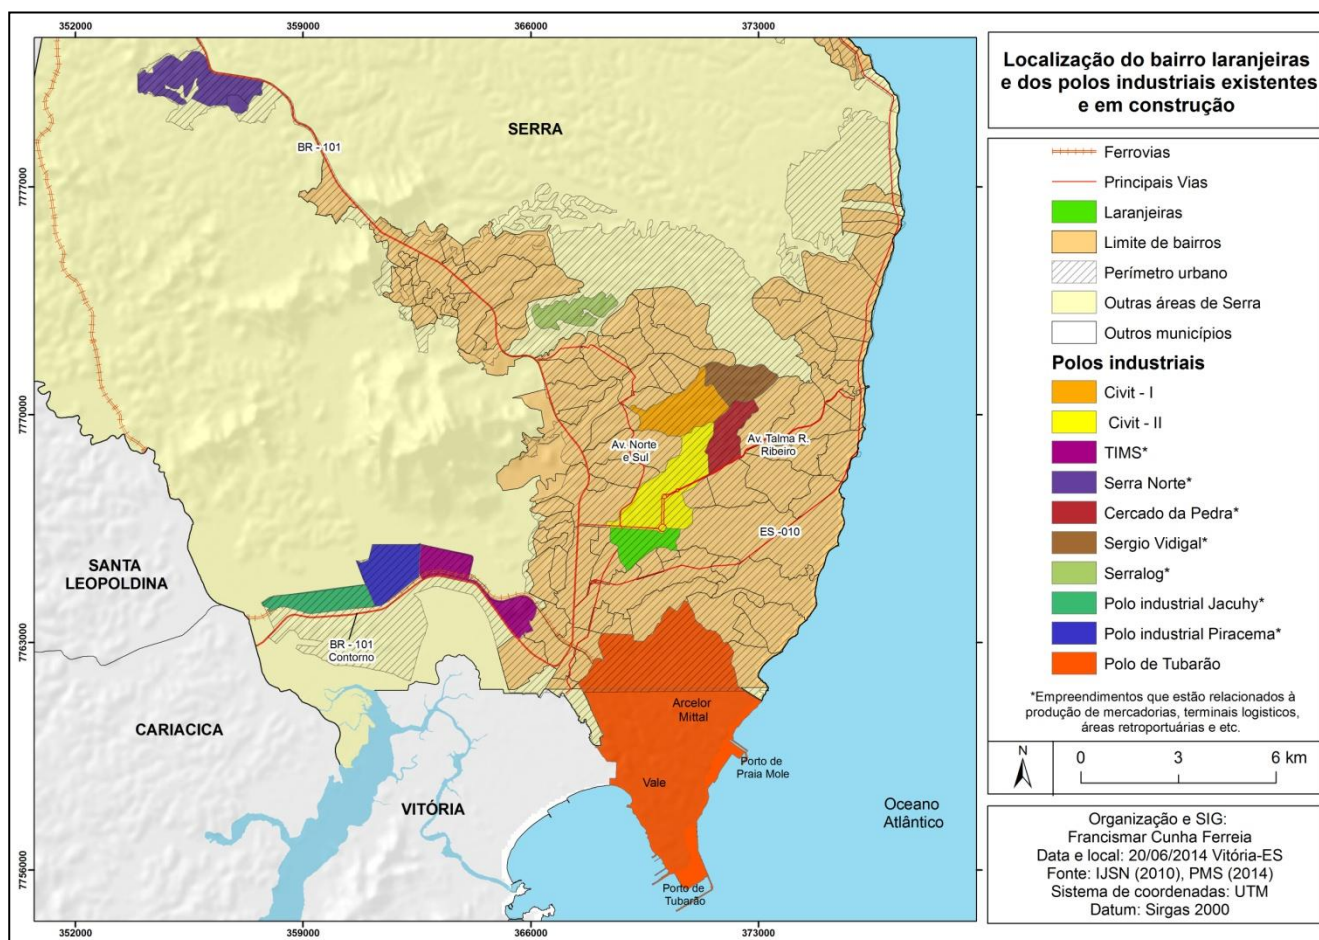 352000
359000
366000
373000
7777000
7770000
7763000
7756000
SERRA
BR - 101
Av. Norte
e Sul
Av. Talma R.
Ribeiro
ES -010
SANTA
LEOPOLDINA
BR - 101
Contorno
CARIACICA
VITÓRIA
Arcelor
Mittal
Vale
Porto de
Praia Mole
Porto de
Tubarão
Oceano
Atlântico
352000
359000
366000
373000
Localização do bairro laranjeiras
e dos polos industriais existentes
e em construção
Ferrovias
Principais Vias
Laranjeiras
Limite de bairros
Perímetro urbano
Outras áreas de Serra
Outros municípios
Polos industriais
Civit - I
Civit - II
TIMS*
Serra Norte*
Cercado da Pedra*
Sergio Vidigal*
Serralog*
Polo industrial Jacuhy*
Polo industrial Piracema*
Polo de Tubarão
*Empreendimentos que estão relacionados à
produção de mercadorias, terminais logisticos,
áreas retroportuárias e etc.
N
0 3 6 km
Organização e SIG:
Francismar Cunha Ferreia
Data e local: 20/06/2014 Vitória-ES
Fonte: IJSN (2010), PMS (2014)
Sistema de coordenadas: UTM
Datum: Sirgas 2000